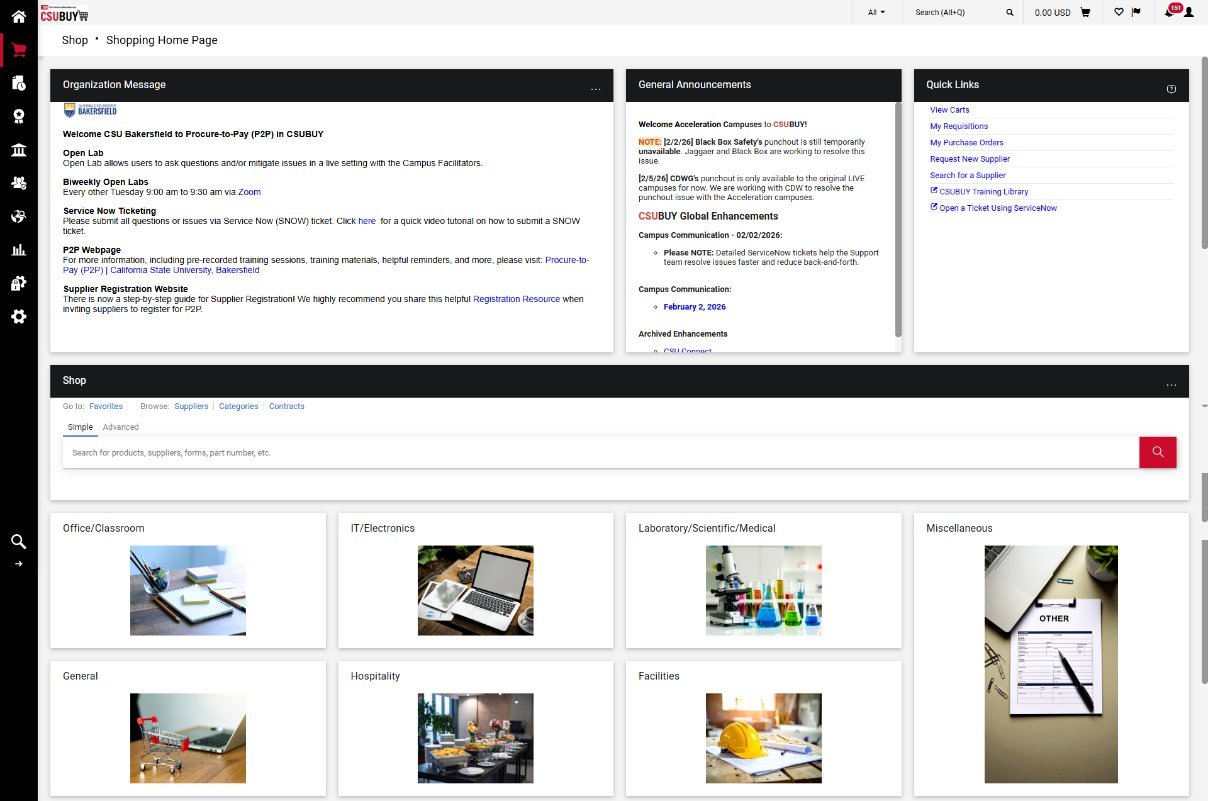 CSUBUY
All
Search (Alt+Q)
0.00 USD
151
Shop • Shopping Home Page
Organization Message
...
CALIFORNIA STATE UNIVERSITY
BAKERSFIELD
Welcome CSU Bakersfield to Procure-to-Pay (P2P) in CSUBUY
Open Lab
Open Lab allows users to ask questions and/or mitigate issues in a live setting with the Campus Facilitators.
Biweekly Open Labs
Every other Tuesday 9:00 am to 9:30 am via Zoom
Service Now Ticketing
Please submit all questions or issues via Service Now (SNOW) ticket. Click here for a quick video tutorial on how to submit a SNOW
ticket.
P2P Webpage
For more information, including pre-recorded training sessions, training materials, helpful reminders, and more, please visit: Procure-to-
Pay (P2P) | California State University, Bakersfield
Supplier Registration Website
There is now a step-by-step guide for Supplier Registration! We highly recommend you share this helpful Registration Resource when
inviting suppliers to register for P2P.
General Announcements
Welcome Acceleration Campuses to CSUBUY!
NOTE: [2/2/26] Black Box Safety's punchout is still temporarily
unavailable. Jaggaer and Black Box are working to resolve this
issue.
[2/5/26] CDWG's punchout is only available to the original LIVE
campuses for now. We are working with CDW to resolve the
punchout issue with the Acceleration campuses.
CSUBUY Global Enhancements
Campus Communication - 02/02/2026:
Please NOTE: Detailed ServiceNow tickets help the Support
team resolve issues faster and reduce back-and-forth.
Campus Communication:
February 2, 2026
Archived Enhancements
CSU Connect
Quick Links
?
View Carts
My Requisitions
My Purchase Orders
Request New Supplier
Search for a Supplier
CSUBUY Training Library
Open a Ticket Using ServiceNow
Shop
...
Go to: Favorites Browse: Suppliers | Categories | Contracts
Simple Advanced
Search for products, suppliers, forms, part number, etc.
Office/Classroom
IT/Electronics
Laboratory/Scientific/Medical
Miscellaneous
OTHER
General
Hospitality
Facilities